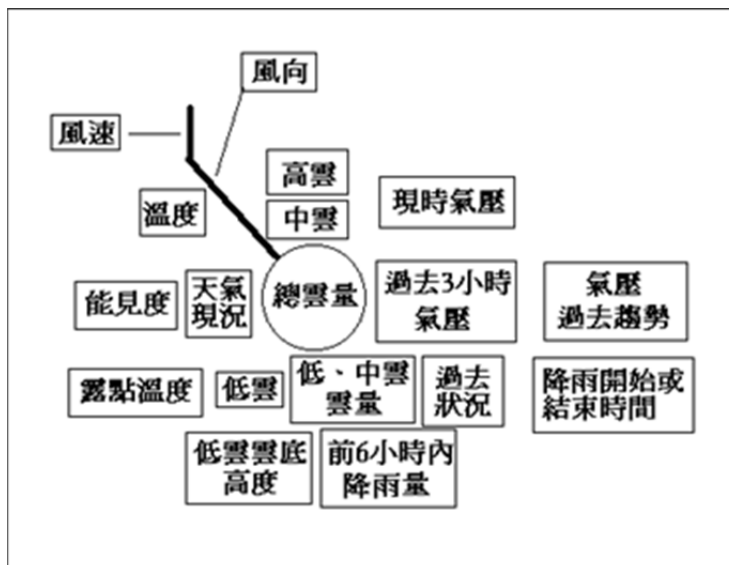 風向
風速
高雲
溫度
中雲
現時氣壓
能見度
天氣
現況
總雲量
過去3小時
氣壓
氣壓
過去趨勢
露點溫度
低雲
低、中雲
雲量
過去
狀況
降雨開始或
結束時間
低雲雲底
高度
前6小時內
降雨量